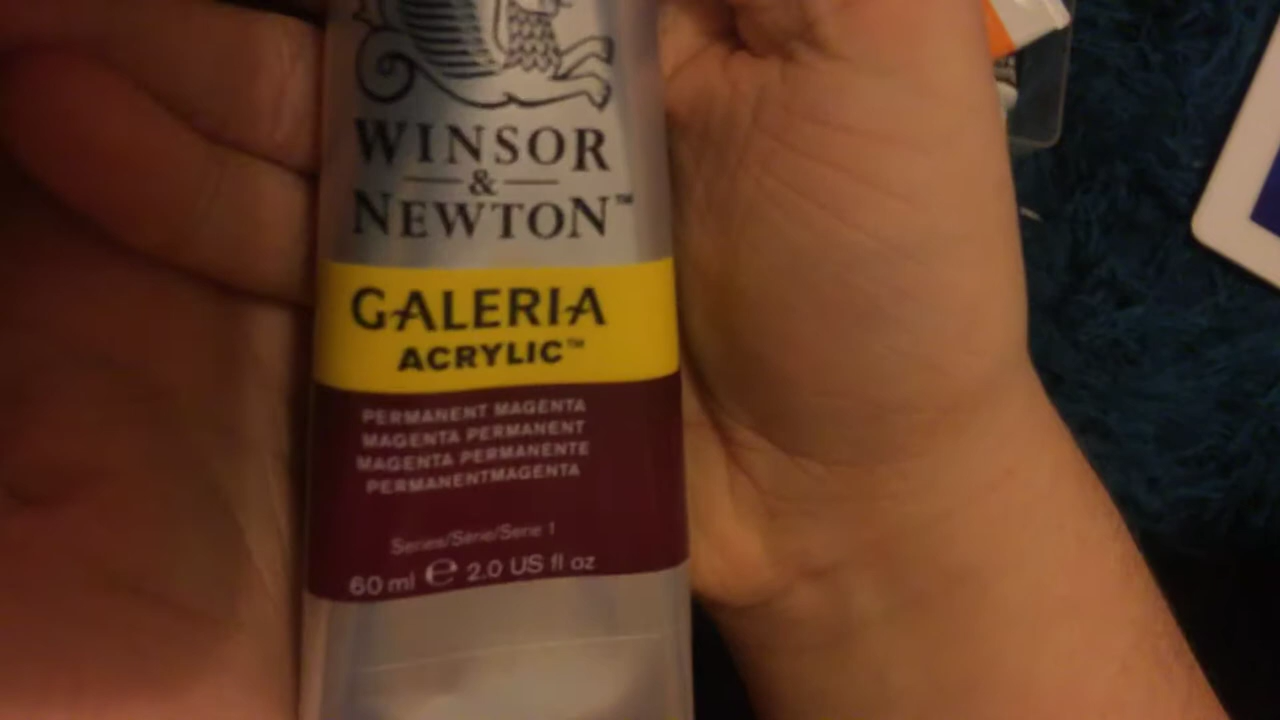 WINSOR
&
NEWTON™
GALERIA
ACRYLIC™
PERMANENT MAGENTA
MAGENTA PERMANENT
MAGENTA PERMANENTE
PERMANENTMAGENTA
Series/Série/Serie 1
60 ml ℮ 2.0 US fl oz